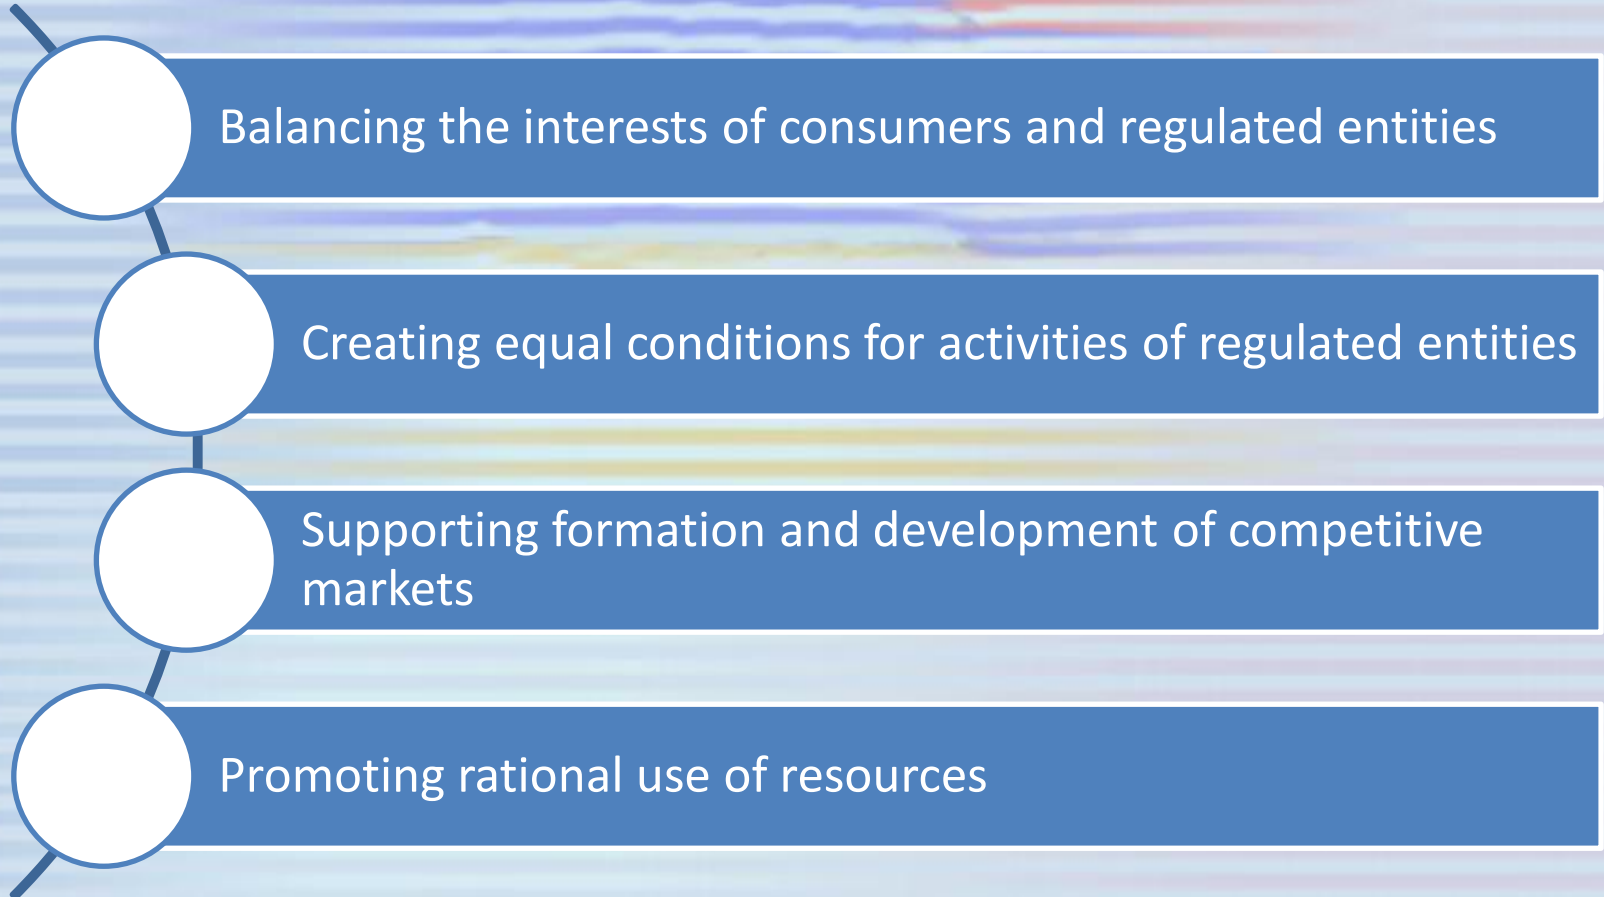 Balancing the interests of consumers and regulated entities
Creating equal conditions for activities of regulated entities
Supporting formation and development of competitive
markets
Promoting rational use of resources